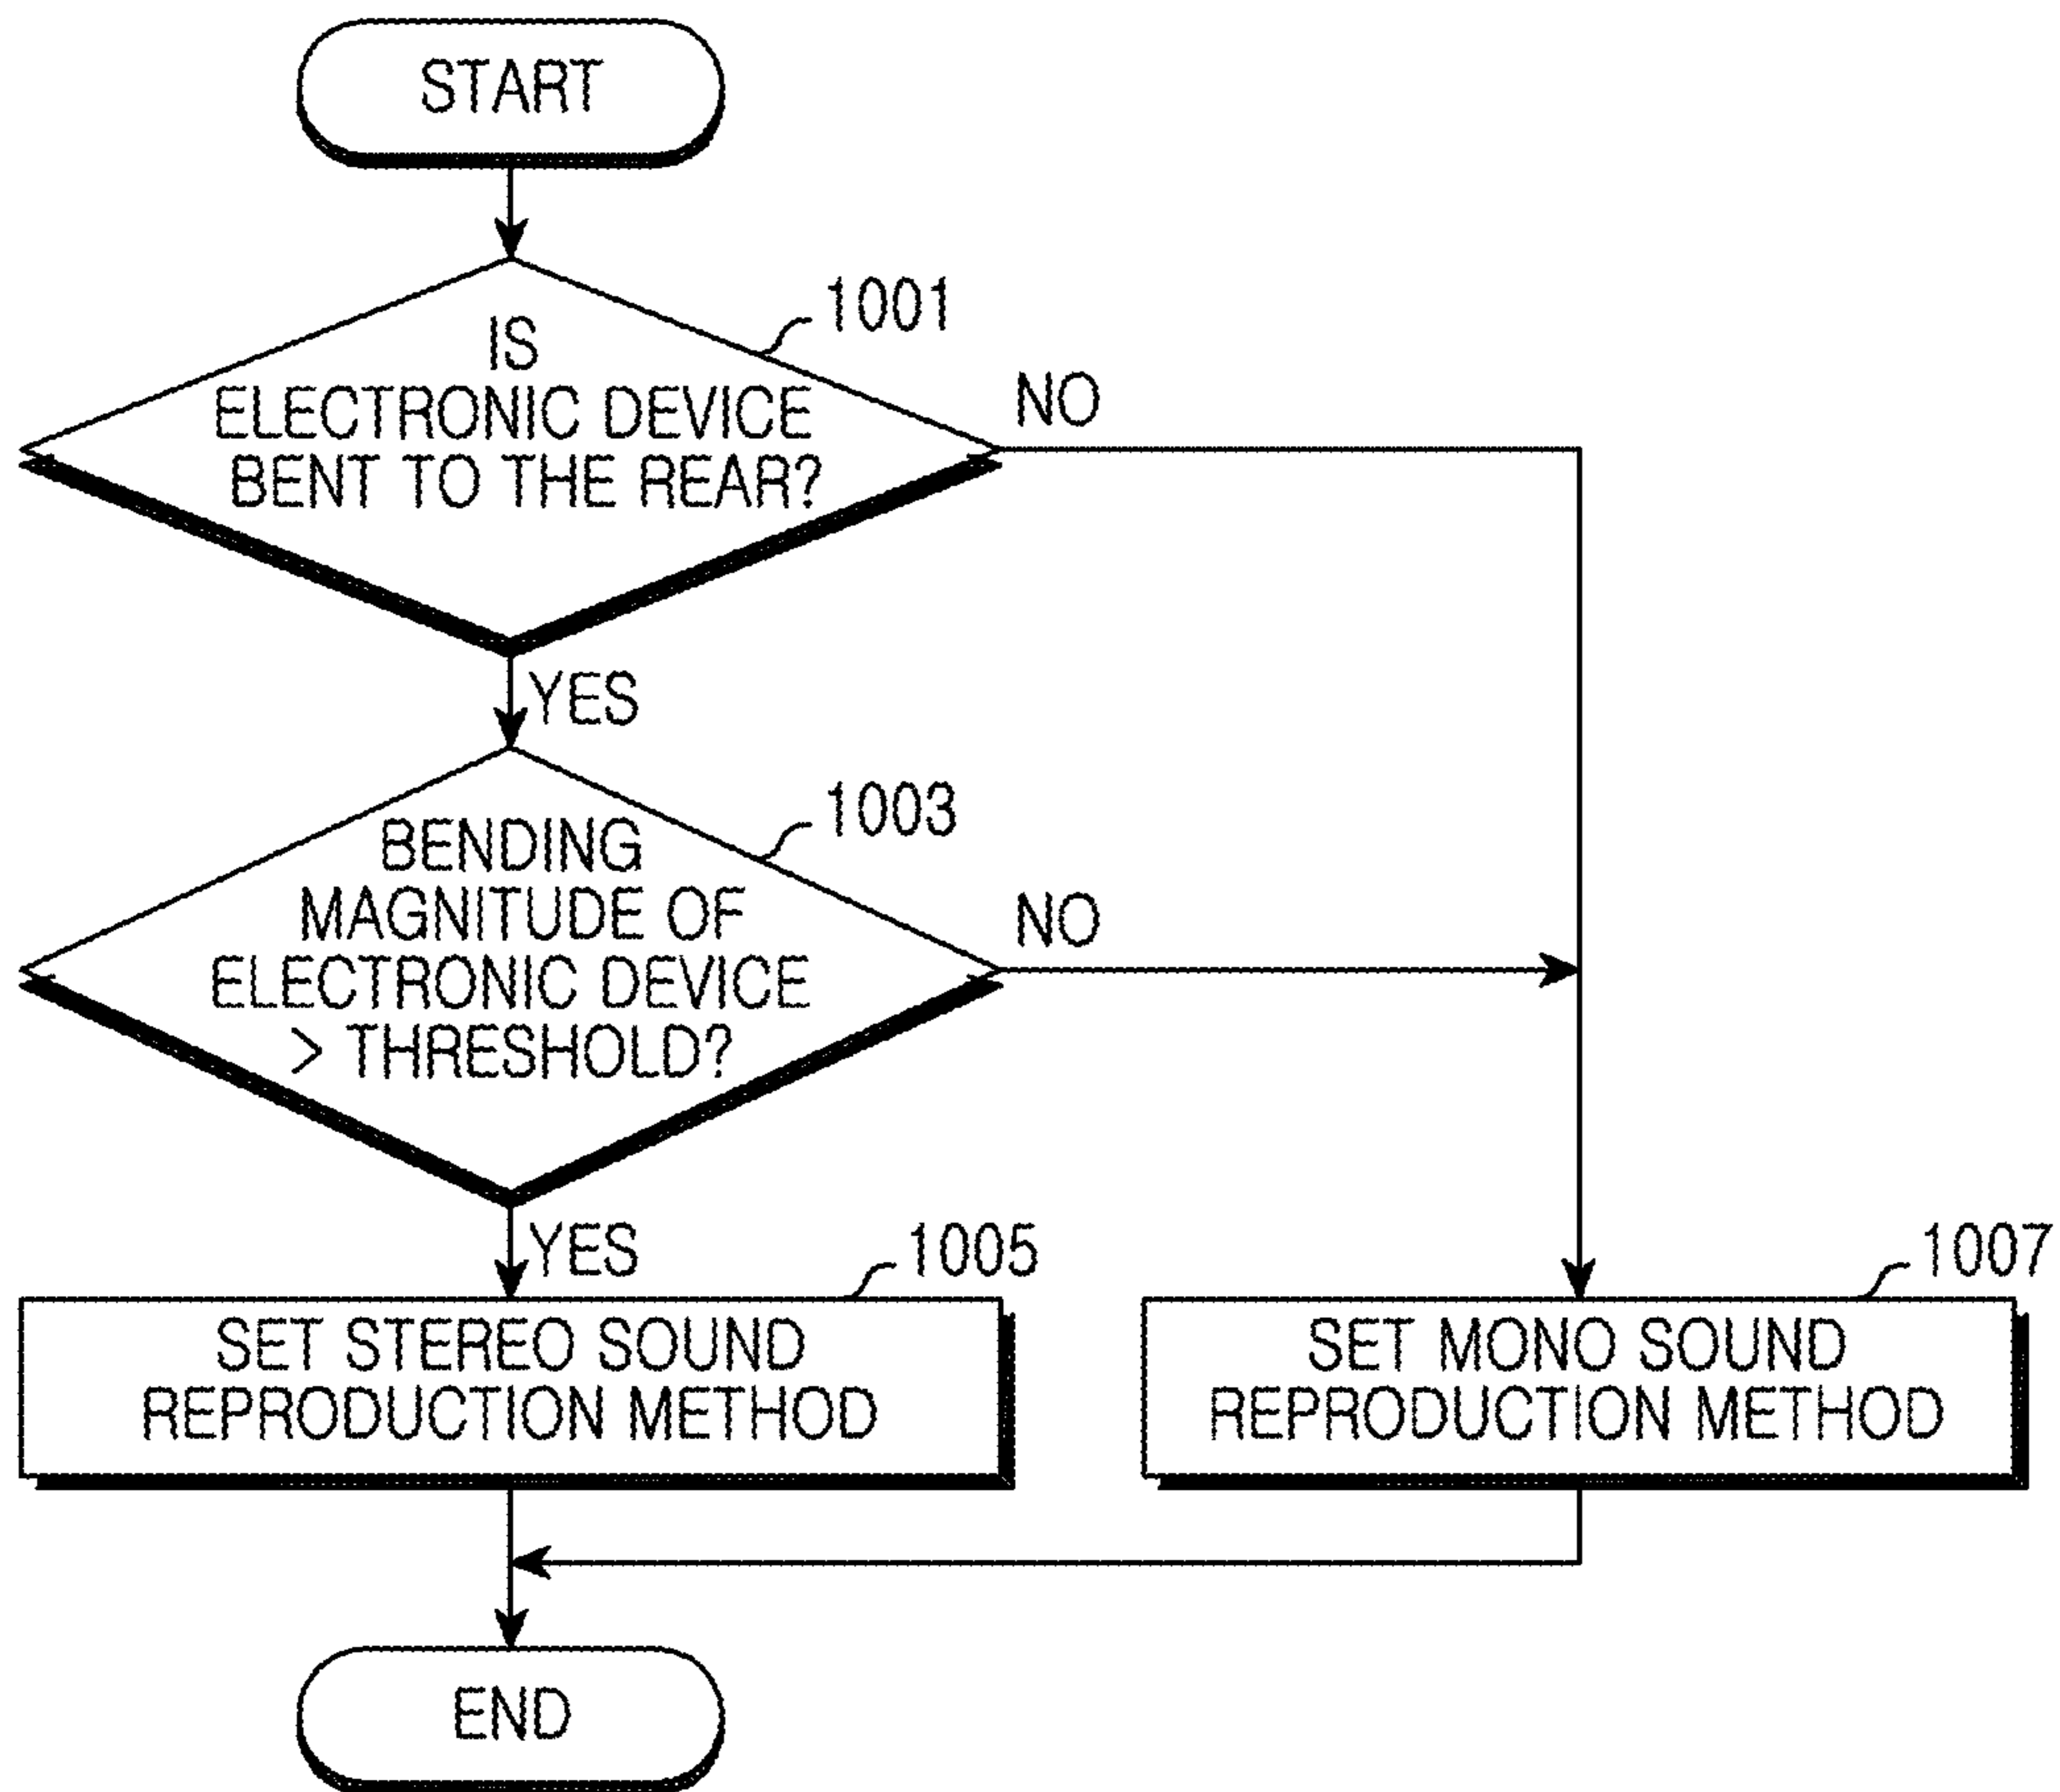 START
1001
IS
ELECTRONIC DEVICE
BENT TO THE REAR?
NO
YES
1003
BENDING
MAGNITUDE OF
ELECTRONIC DEVICE
> THRESHOLD?
NO
YES
1005
SET STEREO SOUND
REPRODUCTION METHOD
1007
SET MONO SOUND
REPRODUCTION METHOD
END